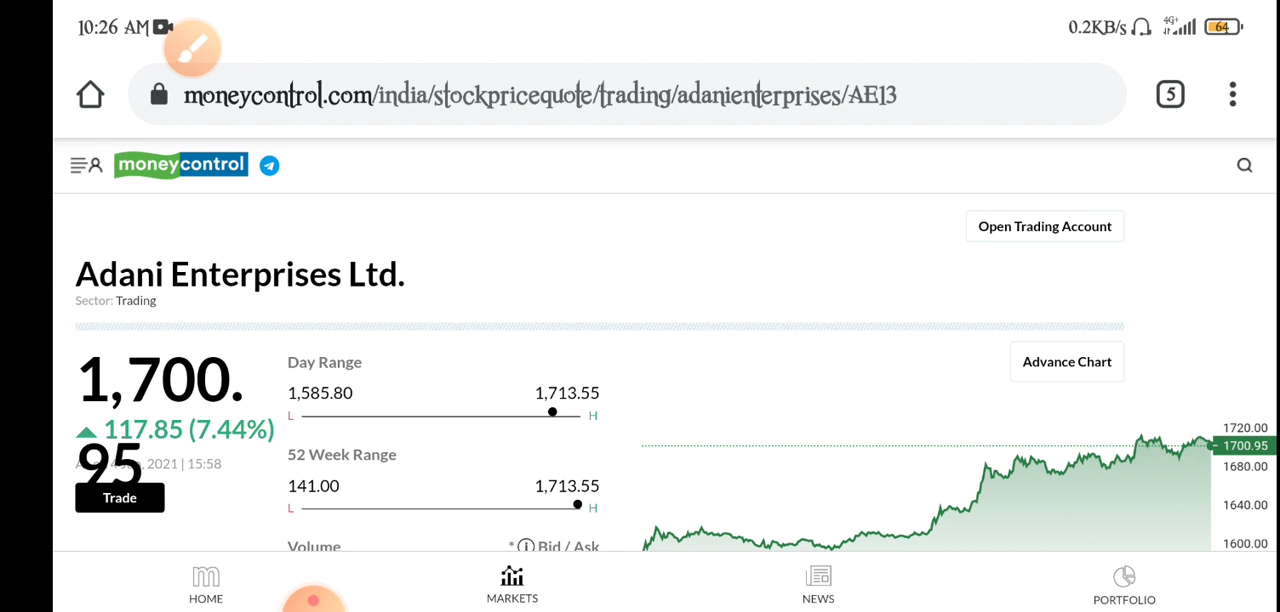 10:26 AM
0.2KB/s 4G+ 64
moneycontrol.com/india/stockpricequote/trading/adanienterprises/AE13
5
moneycontrol
Open Trading Account
Adani Enterprises Ltd.
Sector: Trading
1,700.
95
117.85 (7.44%)
2021 | 15:58
Trade
Day Range
1,585.80 1,713.55
L H
52 Week Range
141.00 1,713.55
L H
Volume * i Bid / Ask
Advance Chart
1720.00
1700.95
1680.00
1640.00
1600.00
HOME MARKETS NEWS PORTFOLIO